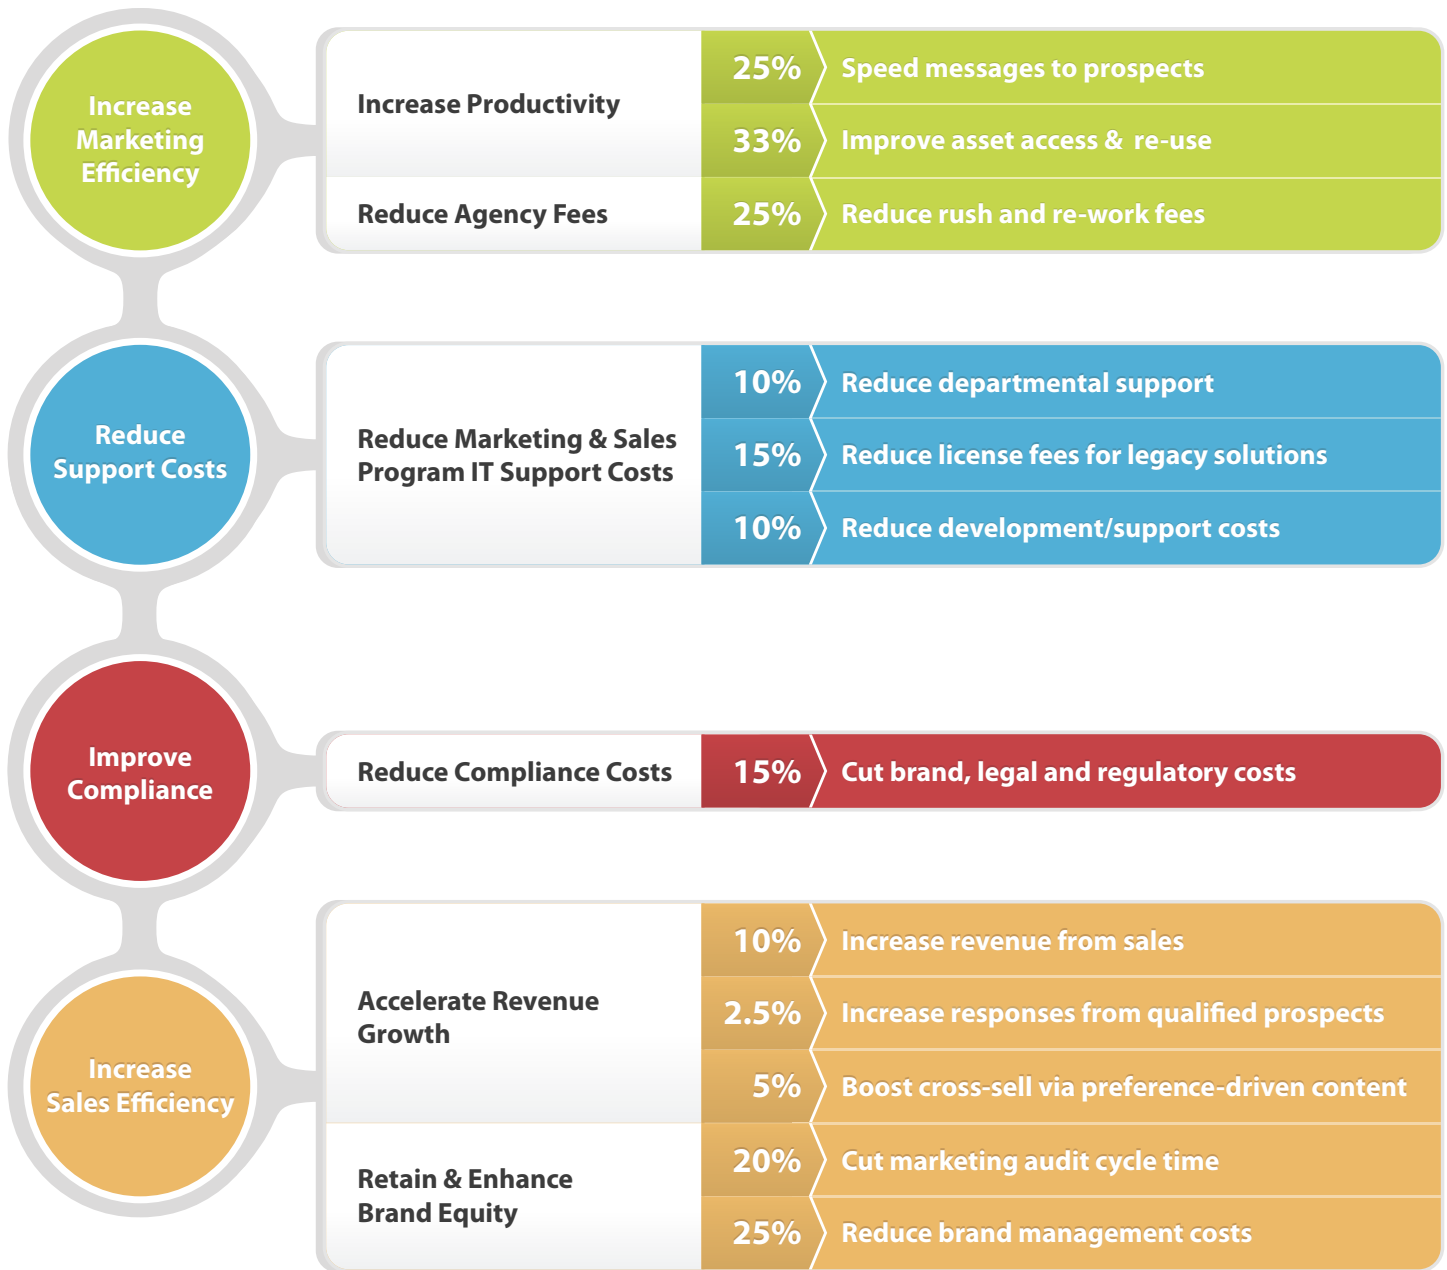 Increase
Marketing
Efficiency
Increase Productivity
25% Speed messages to prospects
33% Improve asset access & re-use
Reduce Agency Fees
25% Reduce rush and re-work fees
Reduce
Support Costs
Reduce Marketing & Sales
Program IT Support Costs
10% Reduce departmental support
15% Reduce license fees for legacy solutions
10% Reduce development/support costs
Improve
Compliance
Reduce Compliance Costs
15% Cut brand, legal and regulatory costs
Increase
Sales Efficiency
Accelerate Revenue
Growth
10% Increase revenue from sales
2.5% Increase responses from qualified prospects
5% Boost cross-sell via preference-driven content
Retain & Enhance
Brand Equity
20% Cut marketing audit cycle time
25% Reduce brand management costs